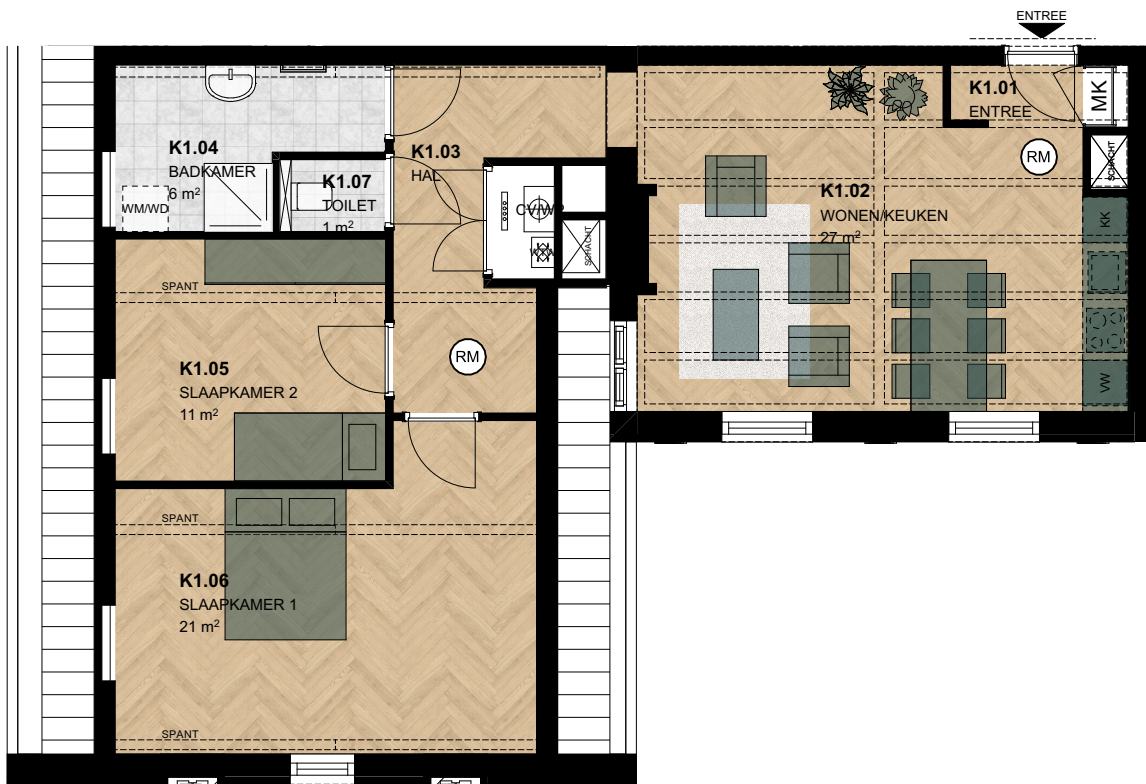 ENTREE
K1.01
ENTREE
MK
SCHACHT
RM
K1.04
BADKAMER
6 m²
WM/WD
K1.07
TOILET
1 m²
K1.03
HAL
CV/WP
WTW
SCHACHT
K1.02
WONEN/KEUKEN
27 m²
KK
VW
SPANT
K1.05
SLAAPKAMER 2
11 m²
RM
SPANT
K1.06
SLAAPKAMER 1
21 m²
SPANT